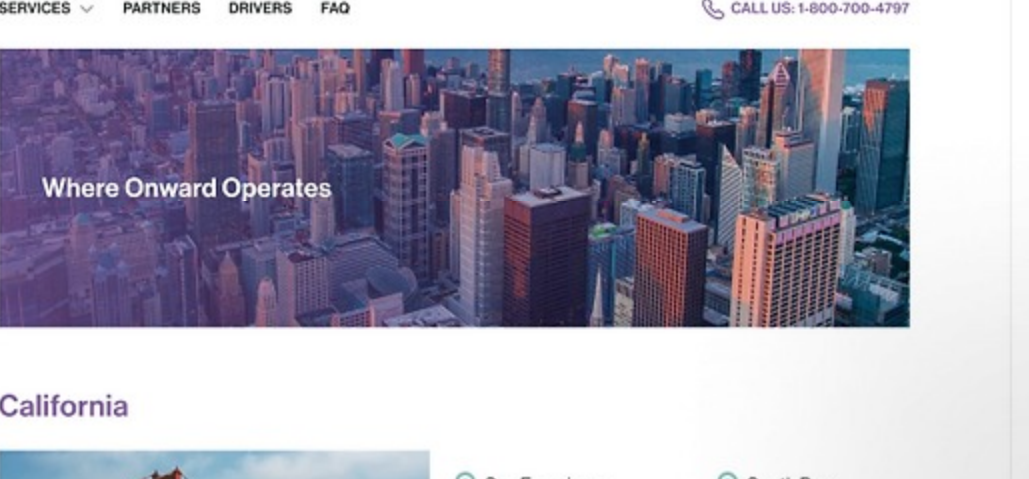 SERVICES PARTNERS DRIVERS FAQ
CALL US: 1-800-700-4797
Where Onward Operates
California